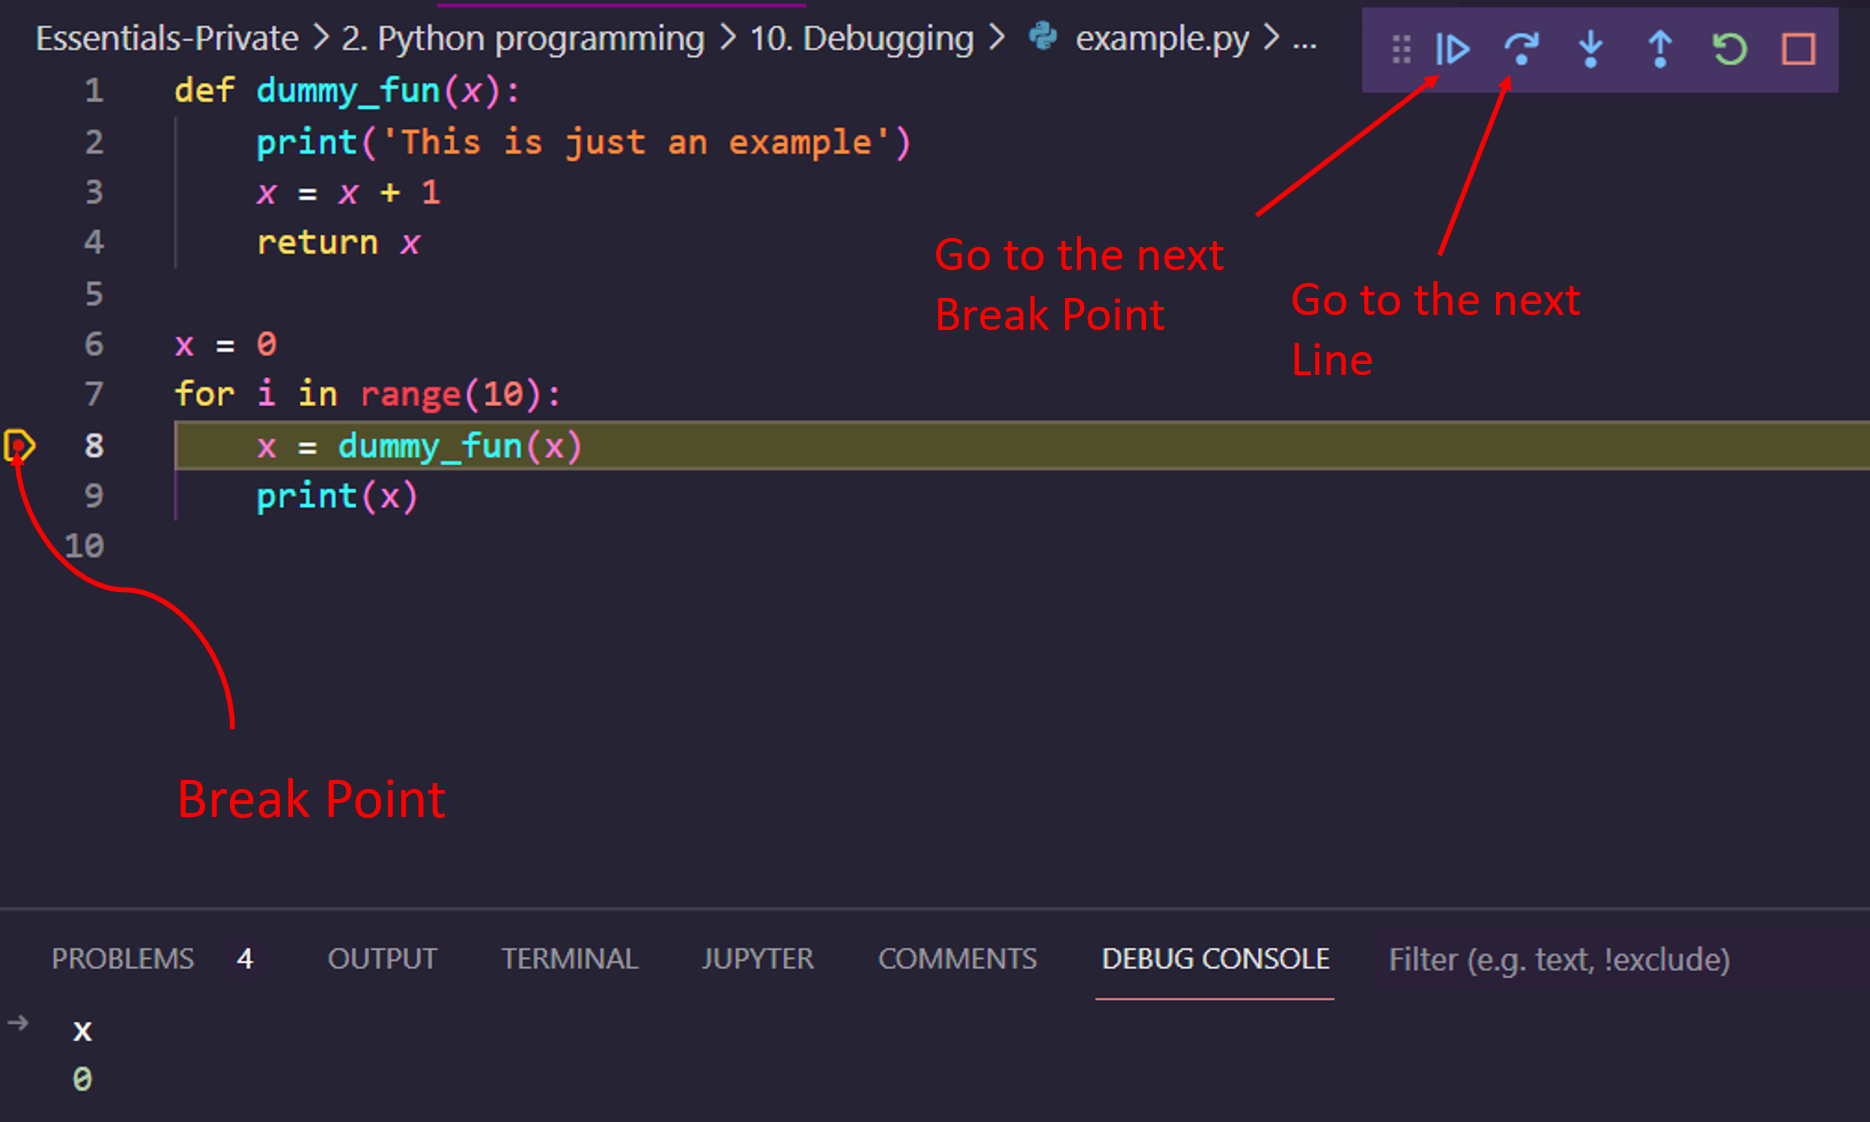 Essentials-Private > 2. Python programming > 10. Debugging > example.py > ...
1 def dummy_fun(x):
2     print('This is just an example')
3     x = x + 1
4     return x
5
6 x = 0
7 for i in range(10):
8     x = dummy_fun(x)
9     print(x)
10
Go to the next
Break Point
Go to the next
Line
Break Point
PROBLEMS 4 OUTPUT TERMINAL JUPYTER COMMENTS DEBUG CONSOLE Filter (e.g. text, !exclude)
→ x
0